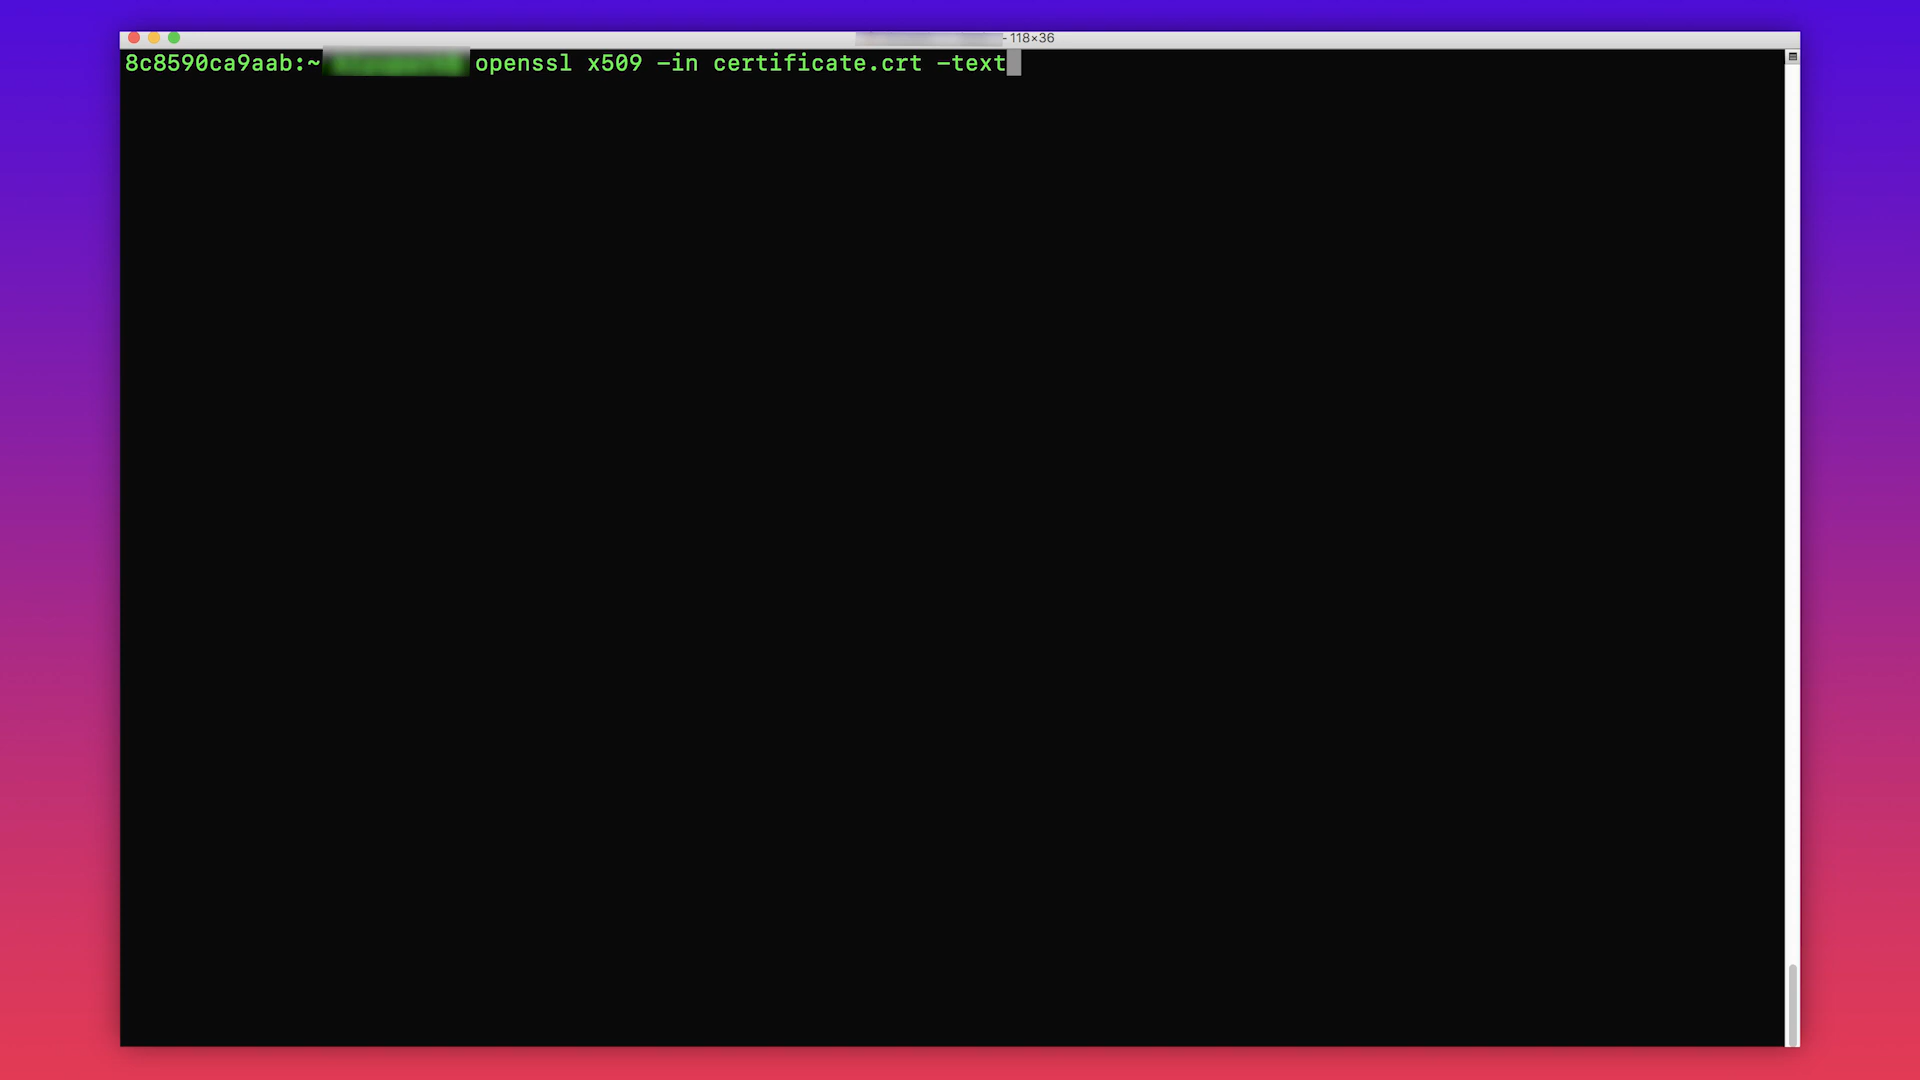 - 118×36
8c8590ca9aab:~ openssl x509 -in certificate.crt -text